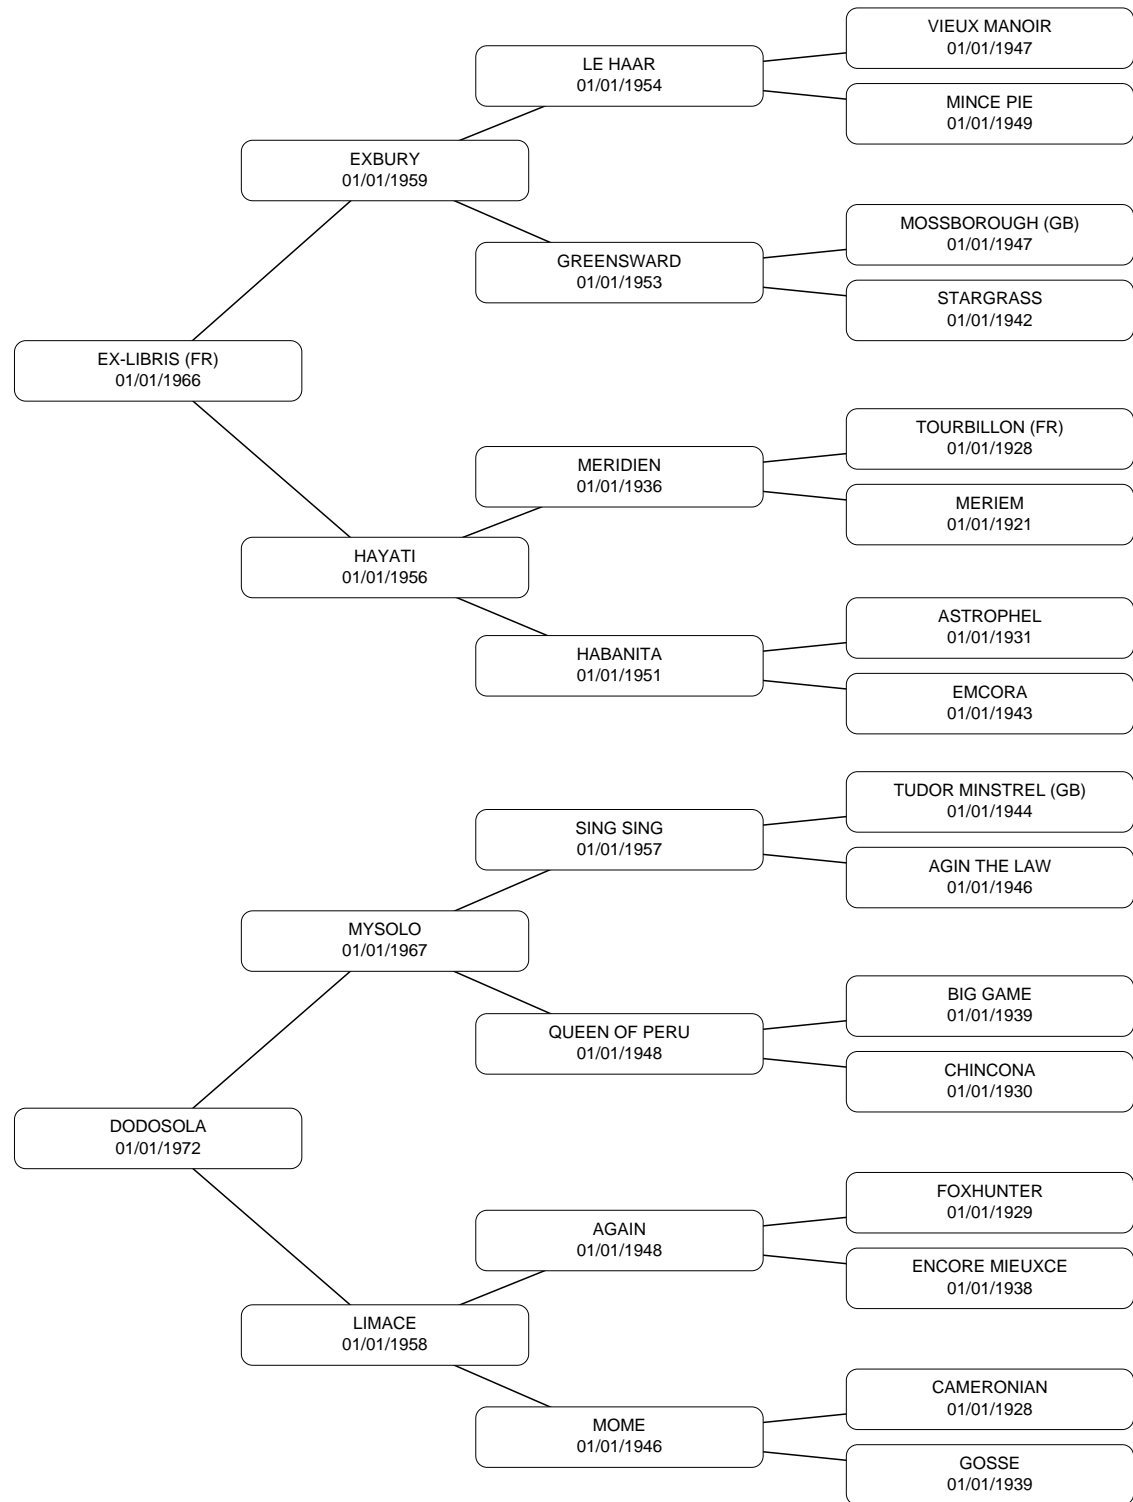 VIEUX MANOIR
01/01/1947
LE HAAR
01/01/1954
MINCE PIE
01/01/1949
EXBURY
01/01/1959
MOSSBOROUGH (GB)
01/01/1947
GREENSWARD
01/01/1953
STARGRASS
01/01/1942
EX-LIBRIS (FR)
01/01/1966
TOURBILLON (FR)
01/01/1928
MERIDIEN
01/01/1936
MERIEM
01/01/1921
HAYATI
01/01/1956
ASTROPHEL
01/01/1931
HABANITA
01/01/1951
EMCORA
01/01/1943
TUDOR MINSTREL (GB)
01/01/1944
SING SING
01/01/1957
AGIN THE LAW
01/01/1946
MYSOLO
01/01/1967
BIG GAME
01/01/1939
QUEEN OF PERU
01/01/1948
CHINCONA
01/01/1930
DODOSOLA
01/01/1972
FOXHUNTER
01/01/1929
AGAIN
01/01/1948
ENCORE MIEUXCE
01/01/1938
LIMACE
01/01/1958
CAMERONIAN
01/01/1928
MOME
01/01/1946
GOSSE
01/01/1939